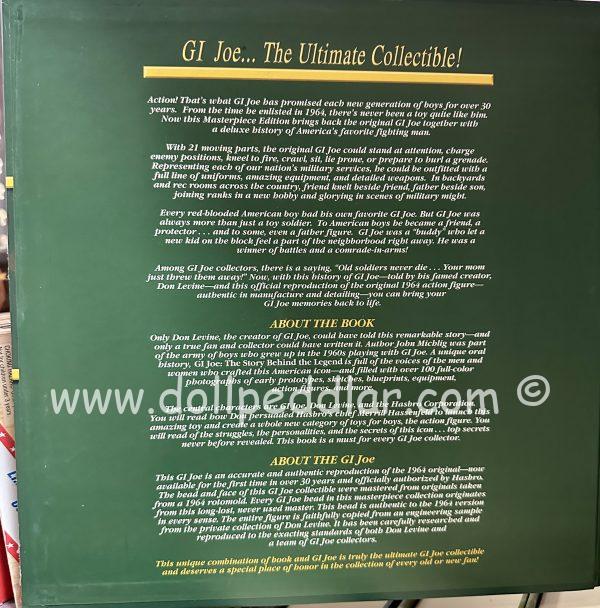 GI Joe... The Ultimate Collectible!
Action! That's what GI Joe has promised each new generation of boys for over 30
years. From the time he enlisted in 1964, there's never been a toy quite like him.
Now this Masterpiece Edition brings back the original GI Joe together with
a deluxe history of America's favorite fighting man.
With 21 moving parts, the original GI Joe could stand at attention, charge
enemy positions, kneel to fire, crawl, sit, lie prone, or prepare to hurl a grenade.
Representing each of our nation's military services, he could be outfitted with a
full line of uniforms, amazing equipment, and detailed weapons. In backyards
and rec rooms across the country, friend knelt beside friend, father beside son,
joining ranks in a new hobby and glorying in scenes of military might.
Every red-blooded American boy had his own favorite GI Joe. But GI Joe was
always more than just a toy soldier. To American boys he became a friend, a
protector . . . and to some, even a father figure. GI Joe was a "buddy" who let a
new kid on the block feel a part of the neighborhood right away. He was a
winner of battles and a comrade-in-arms!
Among GI Joe collectors, there is a saying, "Old soldiers never die . . . Your mom
just threw them away!" Now, with this history of GI Joe—told by his famed creator,
Don Levine—and this official reproduction of the original 1964 action figure—
authentic in manufacture and detailing—you can bring your
GI Joe memories back to life.
ABOUT THE BOOK
Only Don Levine, the creator of GI Joe, could have told this remarkable story—and
only a true fan and collector could have written it. Author John Michlig was part
of the army of boys who grew up in the 1960s playing with GI Joe. A unique oral
history, GI Joe: The Story Behind the Legend is full of the voices of the men and
women who crafted this American icon—and filled with over 100 full-color
photographs of early prototypes, sketches, blueprints, equipment,
action figures, and more.
www.dollpeddlar.com ©
characters are GI Joe, Don Levine, and the Hasbro Corporation.
You will read how Don persuaded Hasbro's chief Merrill Hassenfeld to invest in this
amazing toy and create a whole new category of toys for boys, the action figure. You
will read of the struggles, the personalities, and the secrets of this icon . . . top secrets
never before revealed. This book is a must for every GI Joe collector.
ABOUT THE GI Joe
This GI Joe is an accurate and authentic reproduction of the 1964 original—now
available for the first time in over 30 years and officially authorized by Hasbro.
The head and face of this GI Joe collectible were mastered from originals taken
from a 1964 rotomold. Every GI Joe head in this masterpiece collection originates
from this long-lost, never used master. This head is authentic to the 1964 version
in every sense. The entire figure is faithfully copied from an engineering sample
from the private collection of Don Levine. It has been carefully researched and
reproduced to the exacting standards of both Don Levine and
a team of GI Joe collectors.
This unique combination of book and GI Joe is truly the ultimate GI Joe collectible
and deserves a special place of honor in the collection of every old or new fan!